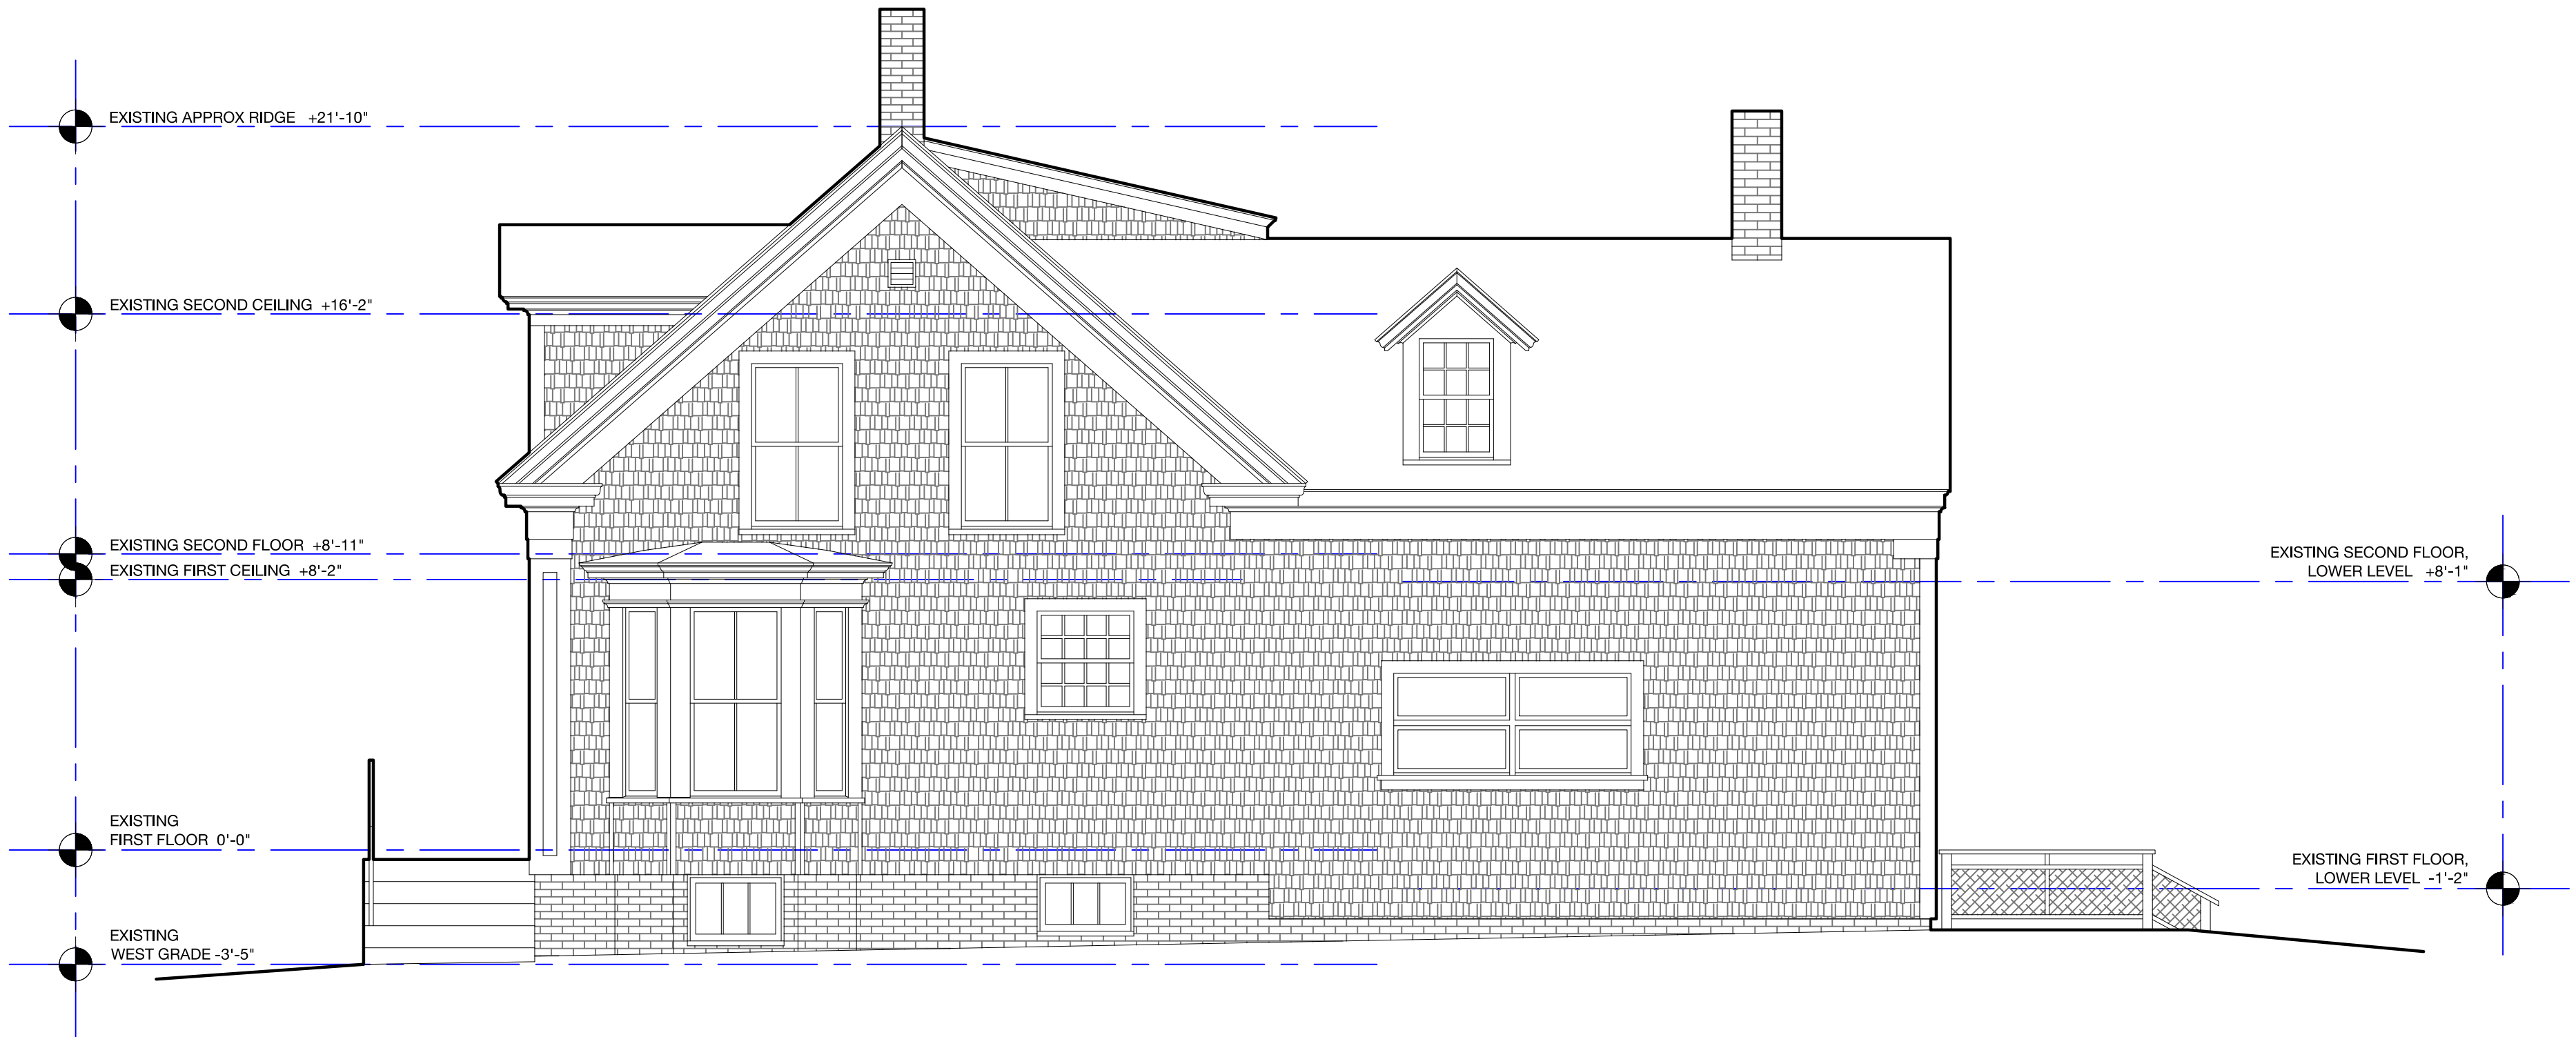 EXISTING APPROX RIDGE +21'-10"
EXISTING SECOND CEILING +16'-2"
EXISTING SECOND FLOOR +8'-11"
EXISTING FIRST CEILING +8'-2"
EXISTING
FIRST FLOOR 0'-0"
EXISTING
WEST GRADE -3'-5"
EXISTING SECOND FLOOR,
LOWER LEVEL +8'-1"
EXISTING FIRST FLOOR,
LOWER LEVEL -1'-2"